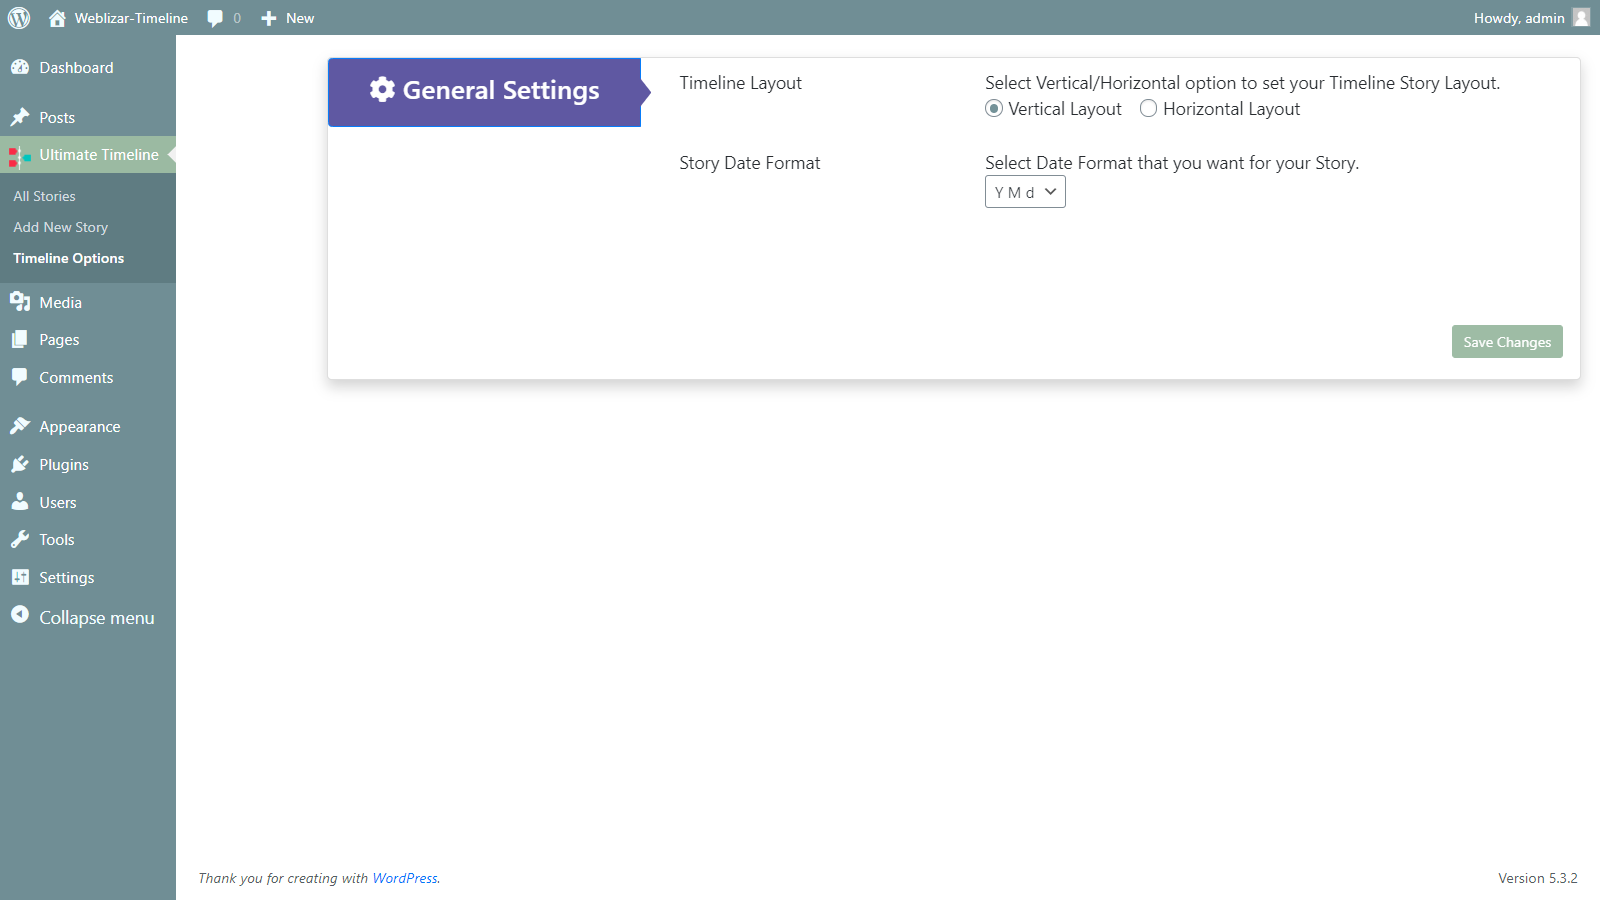 Weblizar-Timeline 0 New Howdy, admin
Dashboard
Posts
Ultimate Timeline
All Stories
Add New Story
Timeline Options
Media
Pages
Comments
Appearance
Plugins
Users
Tools
Settings
Collapse menu
General Settings
Timeline Layout
Select Vertical/Horizontal option to set your Timeline Story Layout.
Vertical Layout Horizontal Layout
Story Date Format
Select Date Format that you want for your Story.
Y M d
Save Changes
Thank you for creating with WordPress.
Version 5.3.2